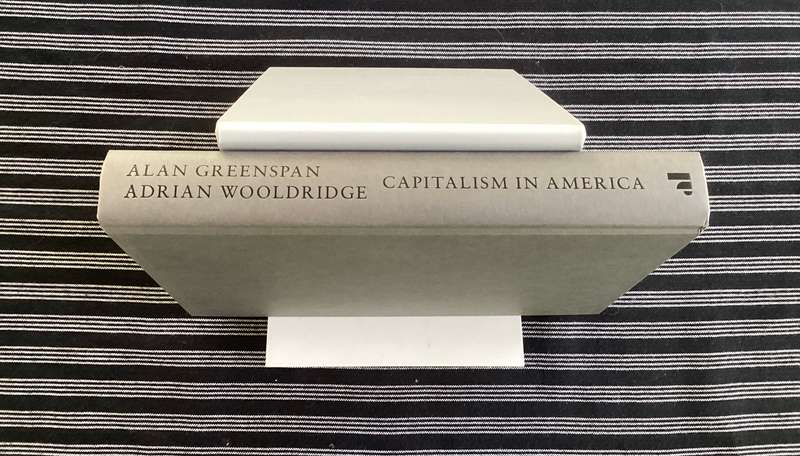 ALAN GREENSPAN
ADRIAN WOOLDRIDGE
CAPITALISM IN AMERICA